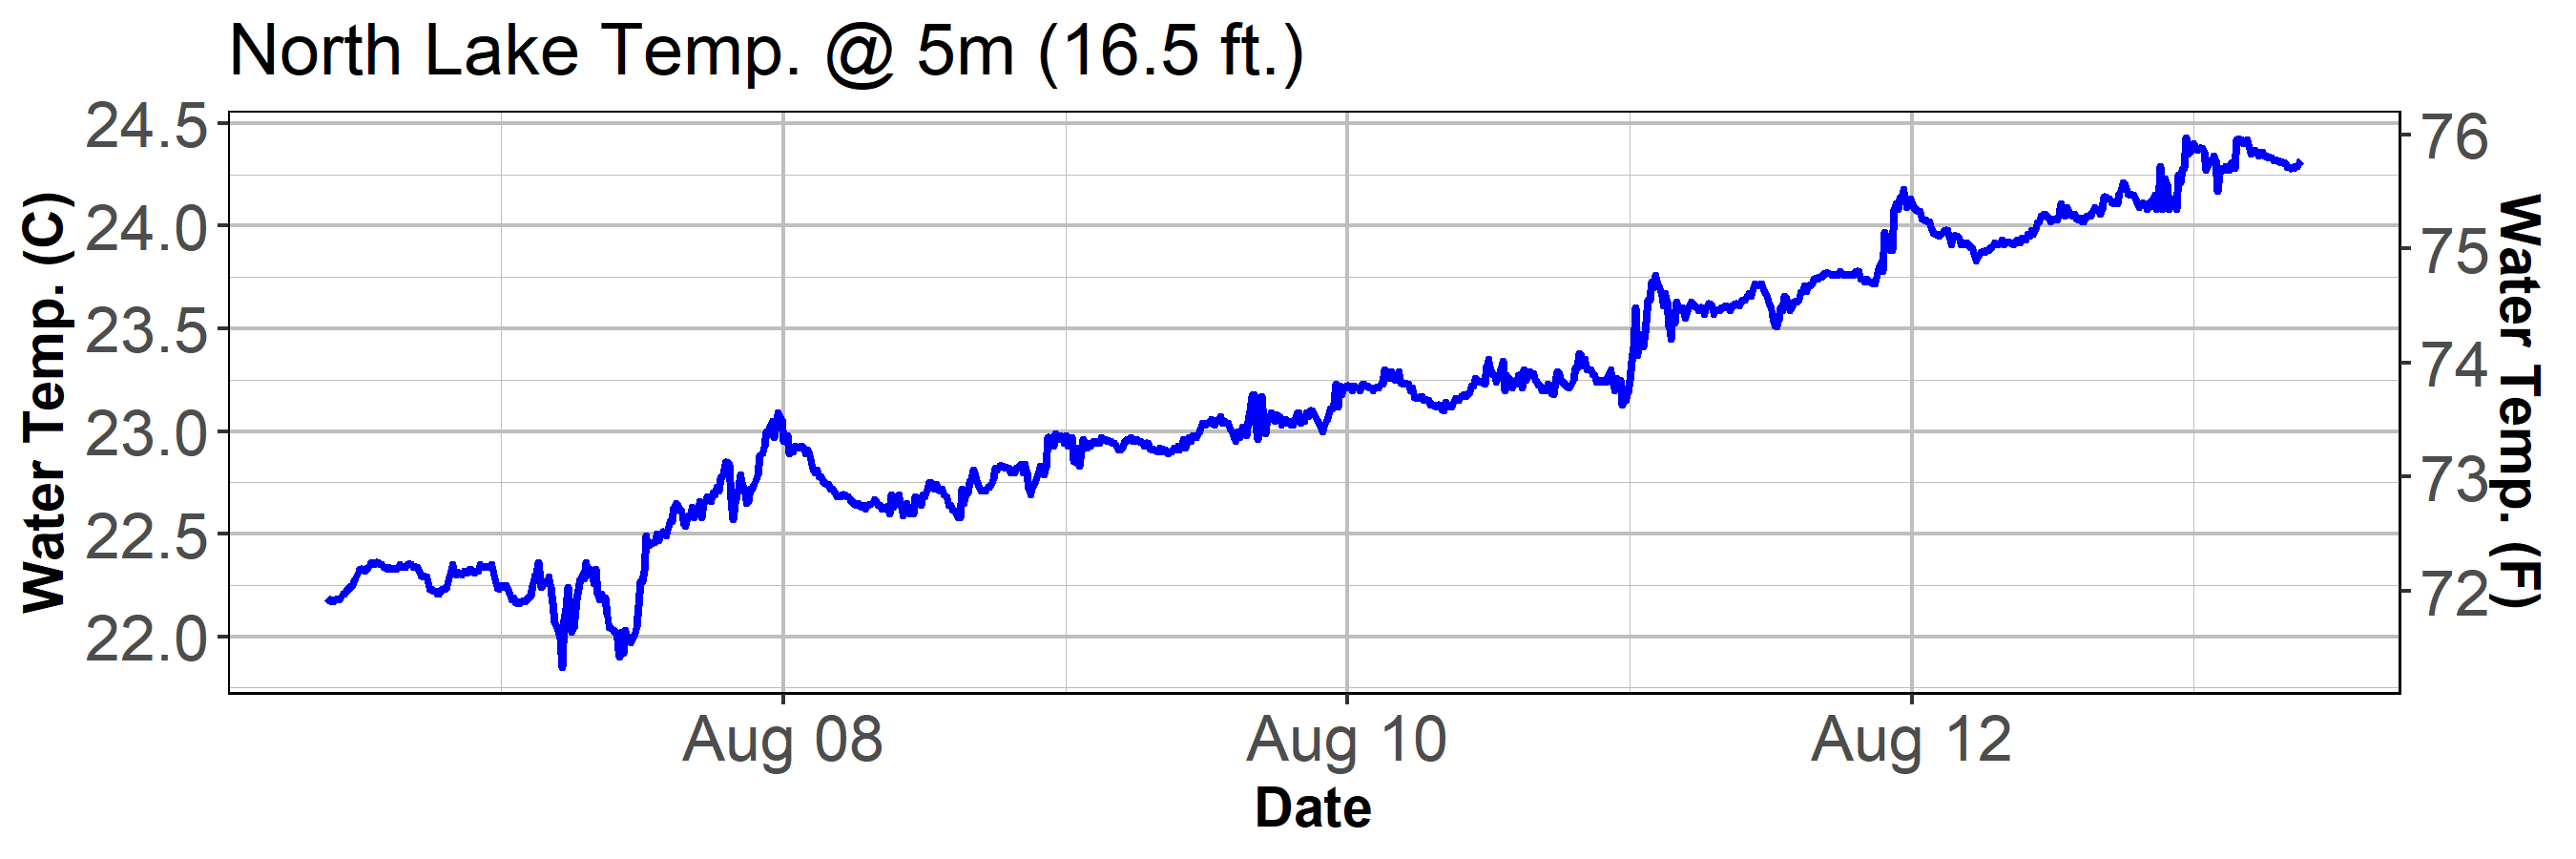 North Lake Temp. @ 5m (16.5 ft.)
Water Temp. (C)
24.5
24.0
23.5
23.0
22.5
22.0
76
75
74
73
72
Water Temp. (F)
Aug 08 Aug 10 Aug 12
Date